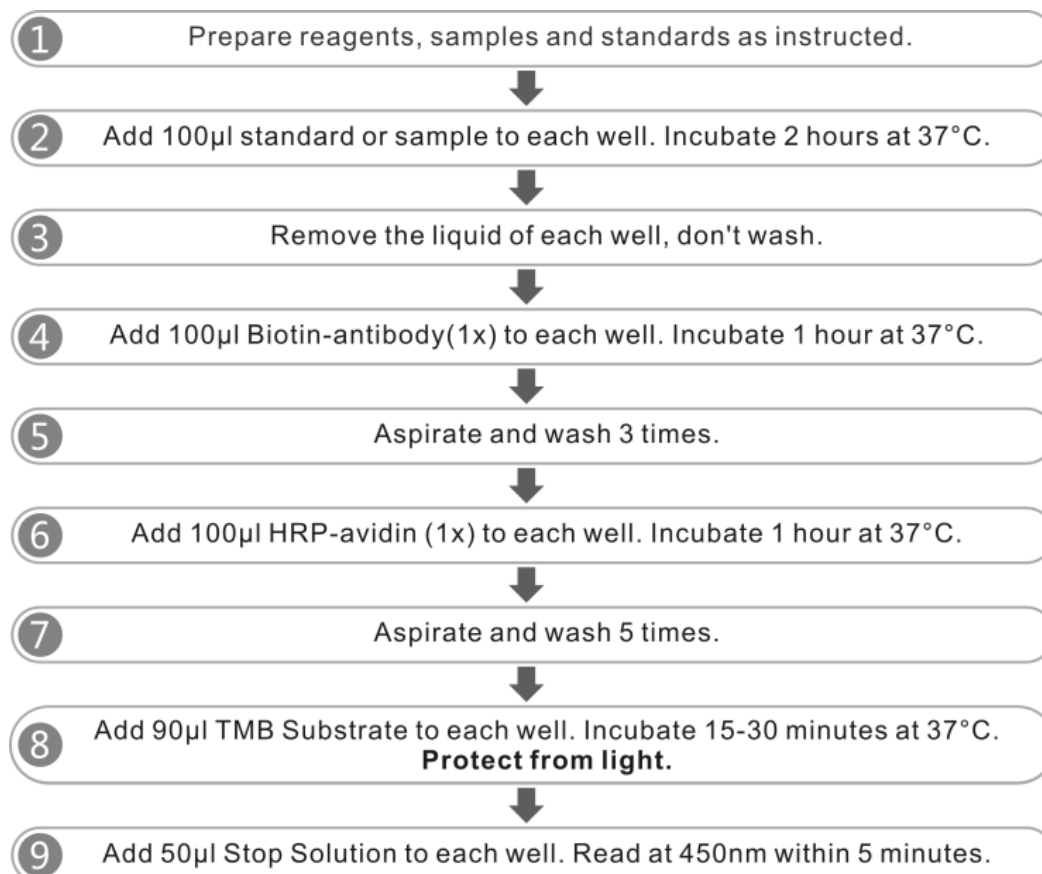 1 Prepare reagents, samples and standards as instructed.
2 Add 100µl standard or sample to each well. Incubate 2 hours at 37°C.
3 Remove the liquid of each well, don't wash.
4 Add 100µl Biotin-antibody(1x) to each well. Incubate 1 hour at 37°C.
5 Aspirate and wash 3 times.
6 Add 100µl HRP-avidin (1x) to each well. Incubate 1 hour at 37°C.
7 Aspirate and wash 5 times.
8 Add 90µl TMB Substrate to each well. Incubate 15-30 minutes at 37°C.
Protect from light.
9 Add 50µl Stop Solution to each well. Read at 450nm within 5 minutes.